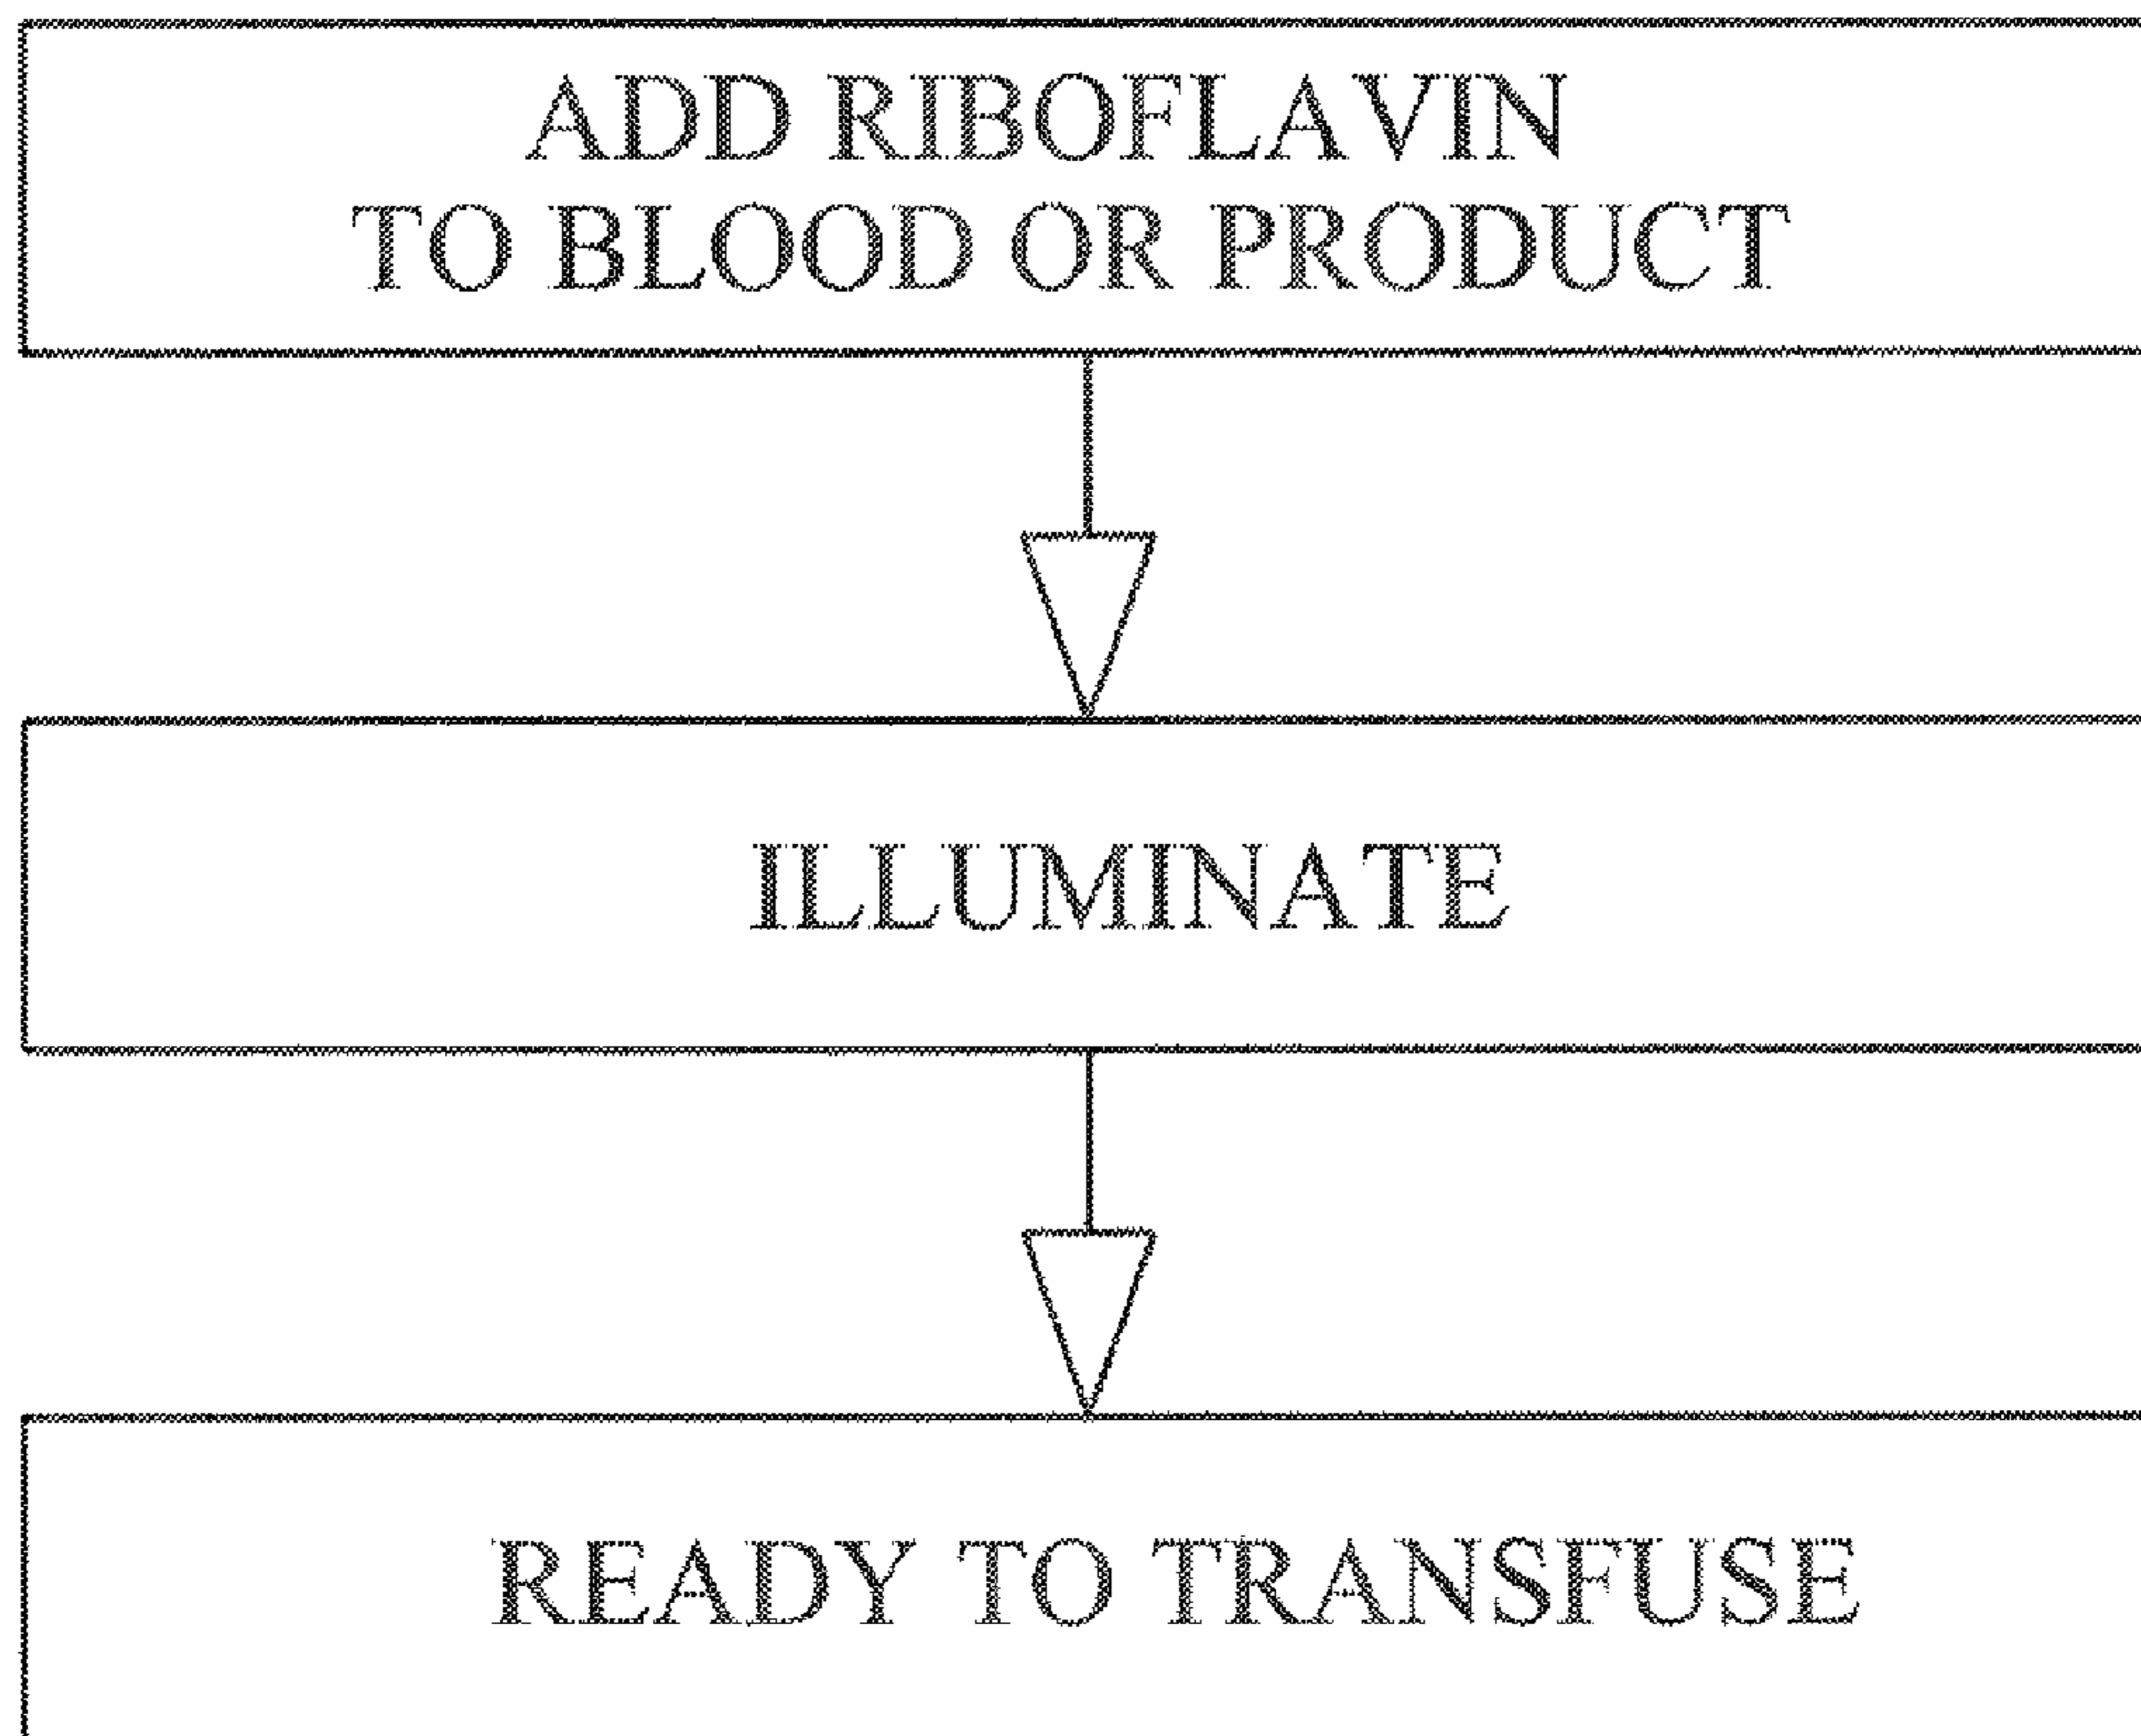 ADD RIBOFLAVIN
TO BLOOD OR PRODUCT
ILLUMINATE
READY TO TRANSFUSE